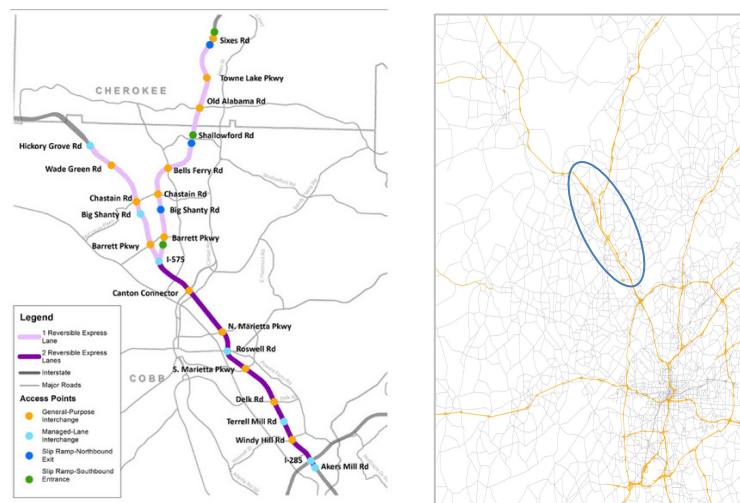 Sixes Rd
Towne Lake Pkwy
CHEROKEE
Old Alabama Rd
Shallowford Rd
Hickory Grove Rd
Wade Green Rd
Bells Ferry Rd
Chastain Rd
Chastain Rd
Big Shanty Rd
Big Shanty Rd
Barrett Pkwy
Barrett Pkwy
I-575
Canton Connector
N. Marietta Pkwy
Roswell Rd
S. Marietta Pkwy
COBB
Delk Rd
Terrell Mill Rd
Windy Hill Rd
I-285
Akers Mill Rd
Legend
1 Reversible Express
Lane
2 Reversible Express
Lanes
Interstate
Major Roads
Access Points
General-Purpose
Interchange
Managed-Lane
Interchange
Slip Ramp-Northbound
Exit
Slip Ramp-Southbound
Entrance